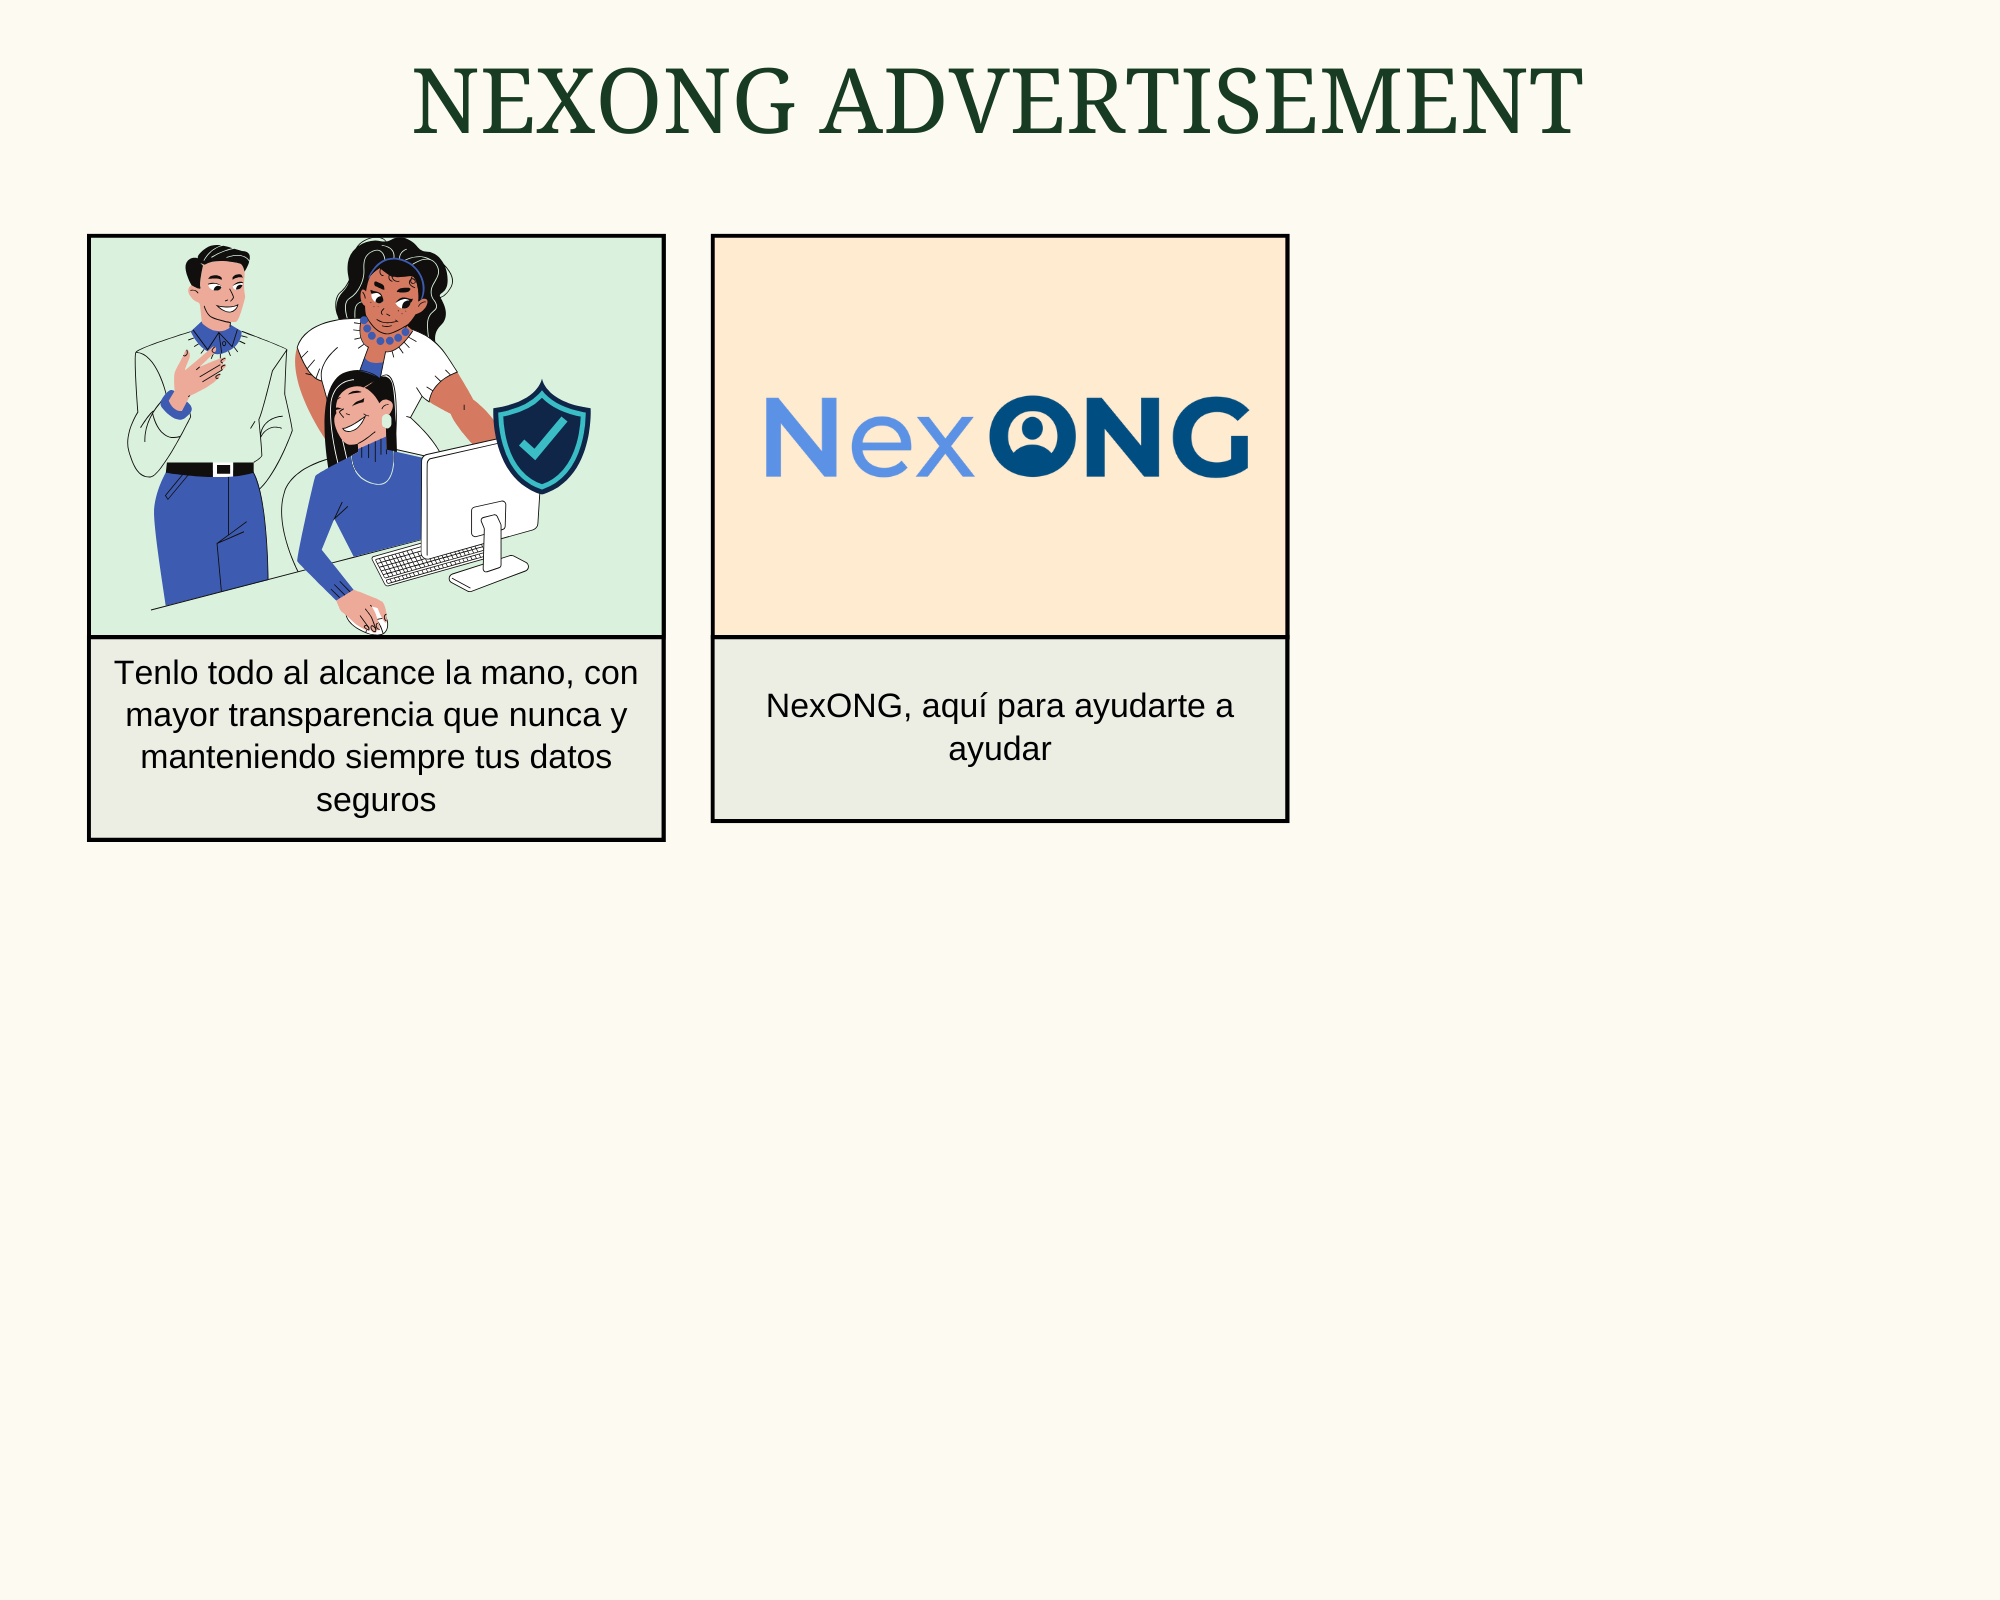 NEXONG ADVERTISEMENT
Tenlo todo al alcance la mano, con
mayor transparencia que nunca y
manteniendo siempre tus datos
seguros
NexONG
NexONG, aquí para ayudarte a
ayudar